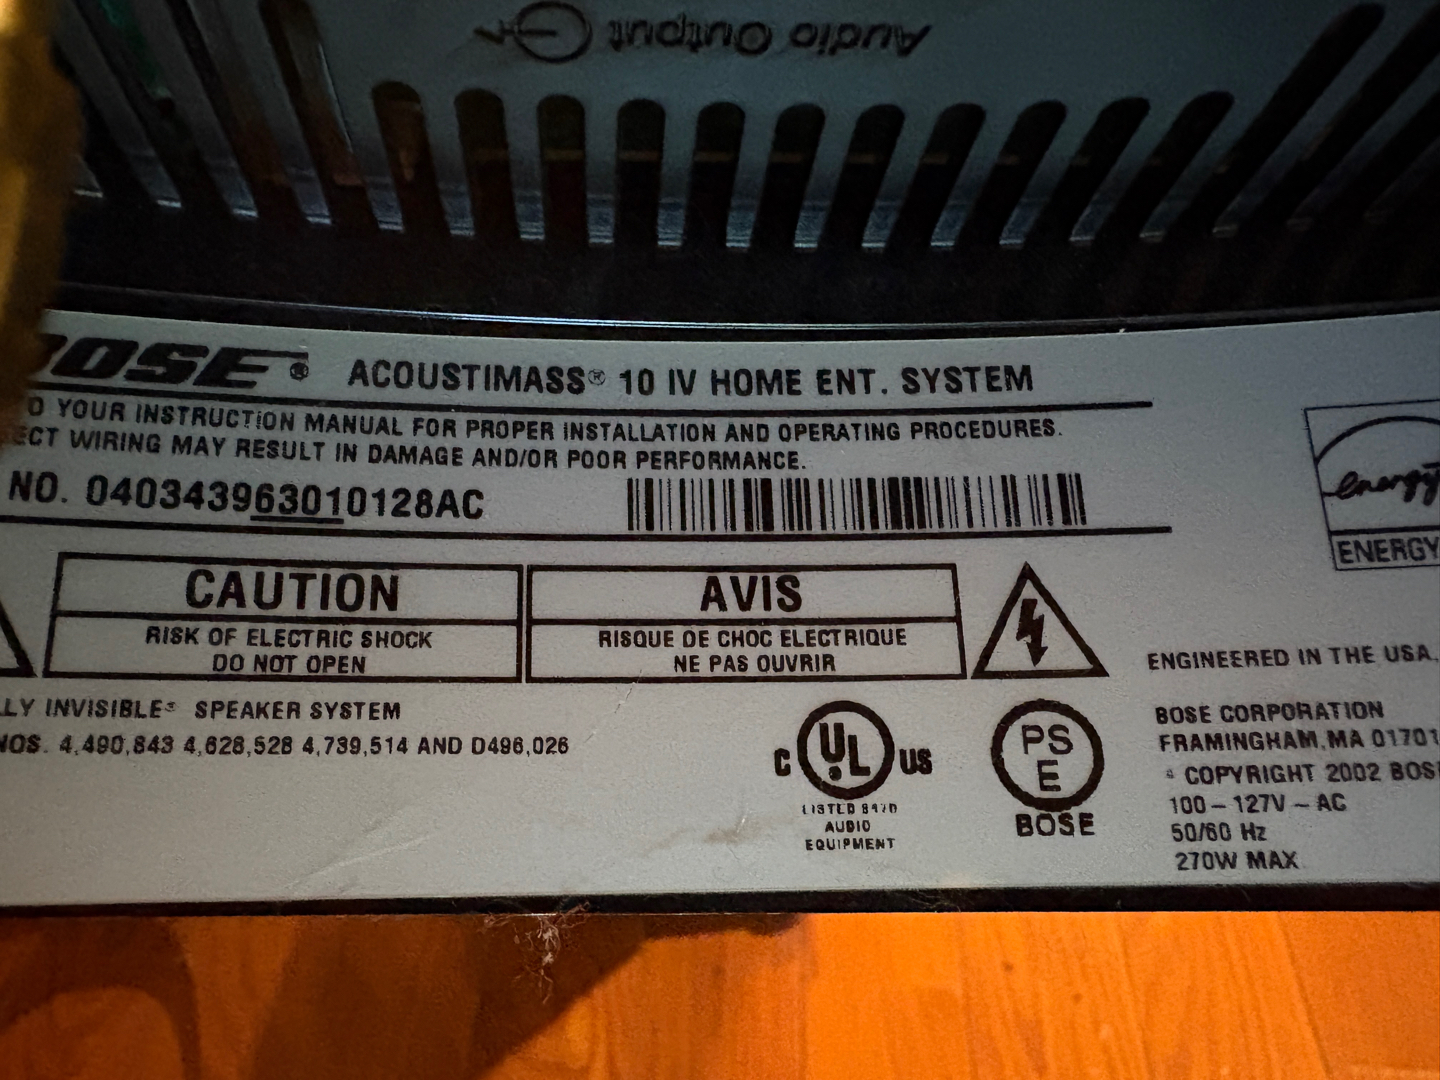 Audio Output
BOSE® ACOUSTIMASS® 10 IV HOME ENT. SYSTEM
O YOUR INSTRUCTION MANUAL FOR PROPER INSTALLATION AND OPERATING PROCEDURES.
ECT WIRING MAY RESULT IN DAMAGE AND/OR POOR PERFORMANCE.
NO. 040343963010128AC
energy
ENERGY
CAUTION
RISK OF ELECTRIC SHOCK
DO NOT OPEN
AVIS
RISQUE DE CHOC ELECTRIQUE
NE PAS OUVRIR
LLY INVISIBLE® SPEAKER SYSTEM
NOS. 4,490,843 4,628,528 4,739,514 AND D496,026
C UL US
LISTED
AUDIO
EQUIPMENT
PS
E
BOSE
ENGINEERED IN THE USA.
BOSE CORPORATION
FRAMINGHAM,MA 01701
COPYRIGHT 2002 BOSE
100 – 127V ~ AC
50/60 Hz
270W MAX